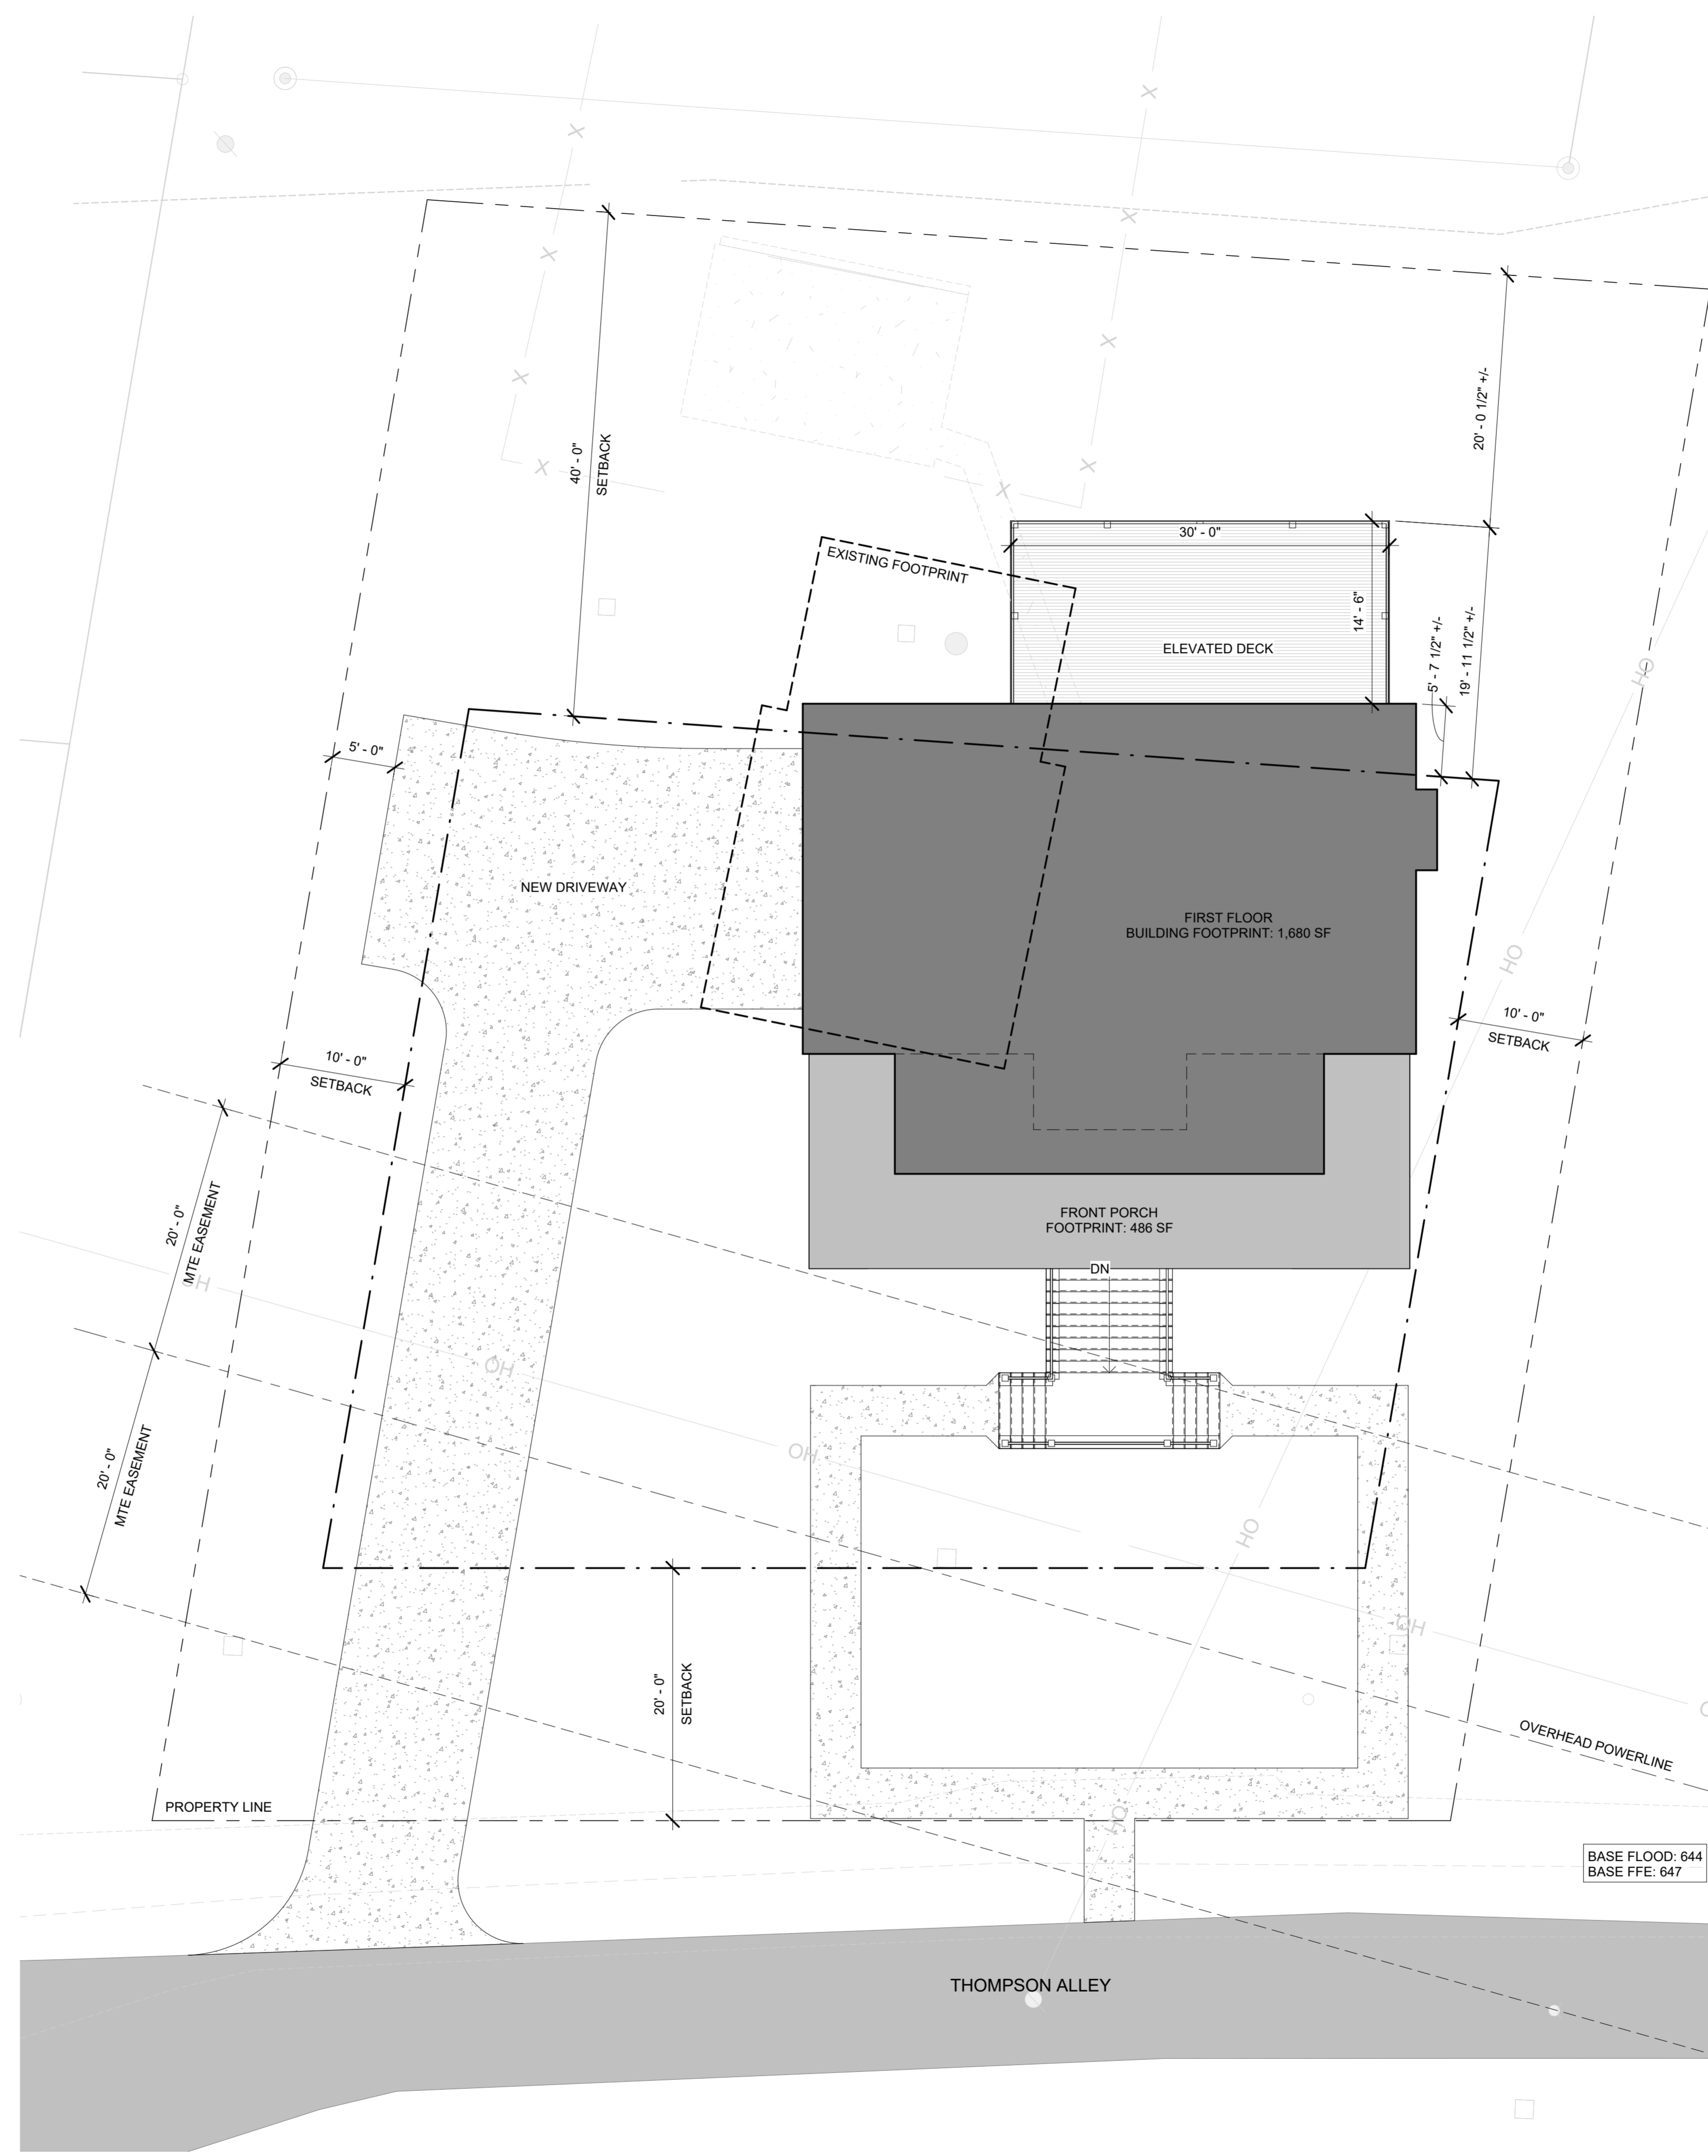 X
X
X
X
X
X
X
X
X
X
20' - 0 1/2" +/-
40' - 0"
SETBACK
30' - 0"
EXISTING FOOTPRINT
14' - 6"
ELEVATED DECK
5' - 7 1/2" +/-
19' - 11 1/2" +/-
OH
5' - 0"
NEW DRIVEWAY
FIRST FLOOR
BUILDING FOOTPRINT: 1,680 SF
OH
10' - 0"
SETBACK
10' - 0"
SETBACK
20' - 0"
MTE EASEMENT
FRONT PORCH
FOOTPRINT: 486 SF
DN
OH
OH
20' - 0"
MTE EASEMENT
OH
OH
OH
20' - 0"
SETBACK
OVERHEAD POWERLINE
PROPERTY LINE
OH
BASE FLOOD: 644
BASE FFE: 647
THOMPSON ALLEY